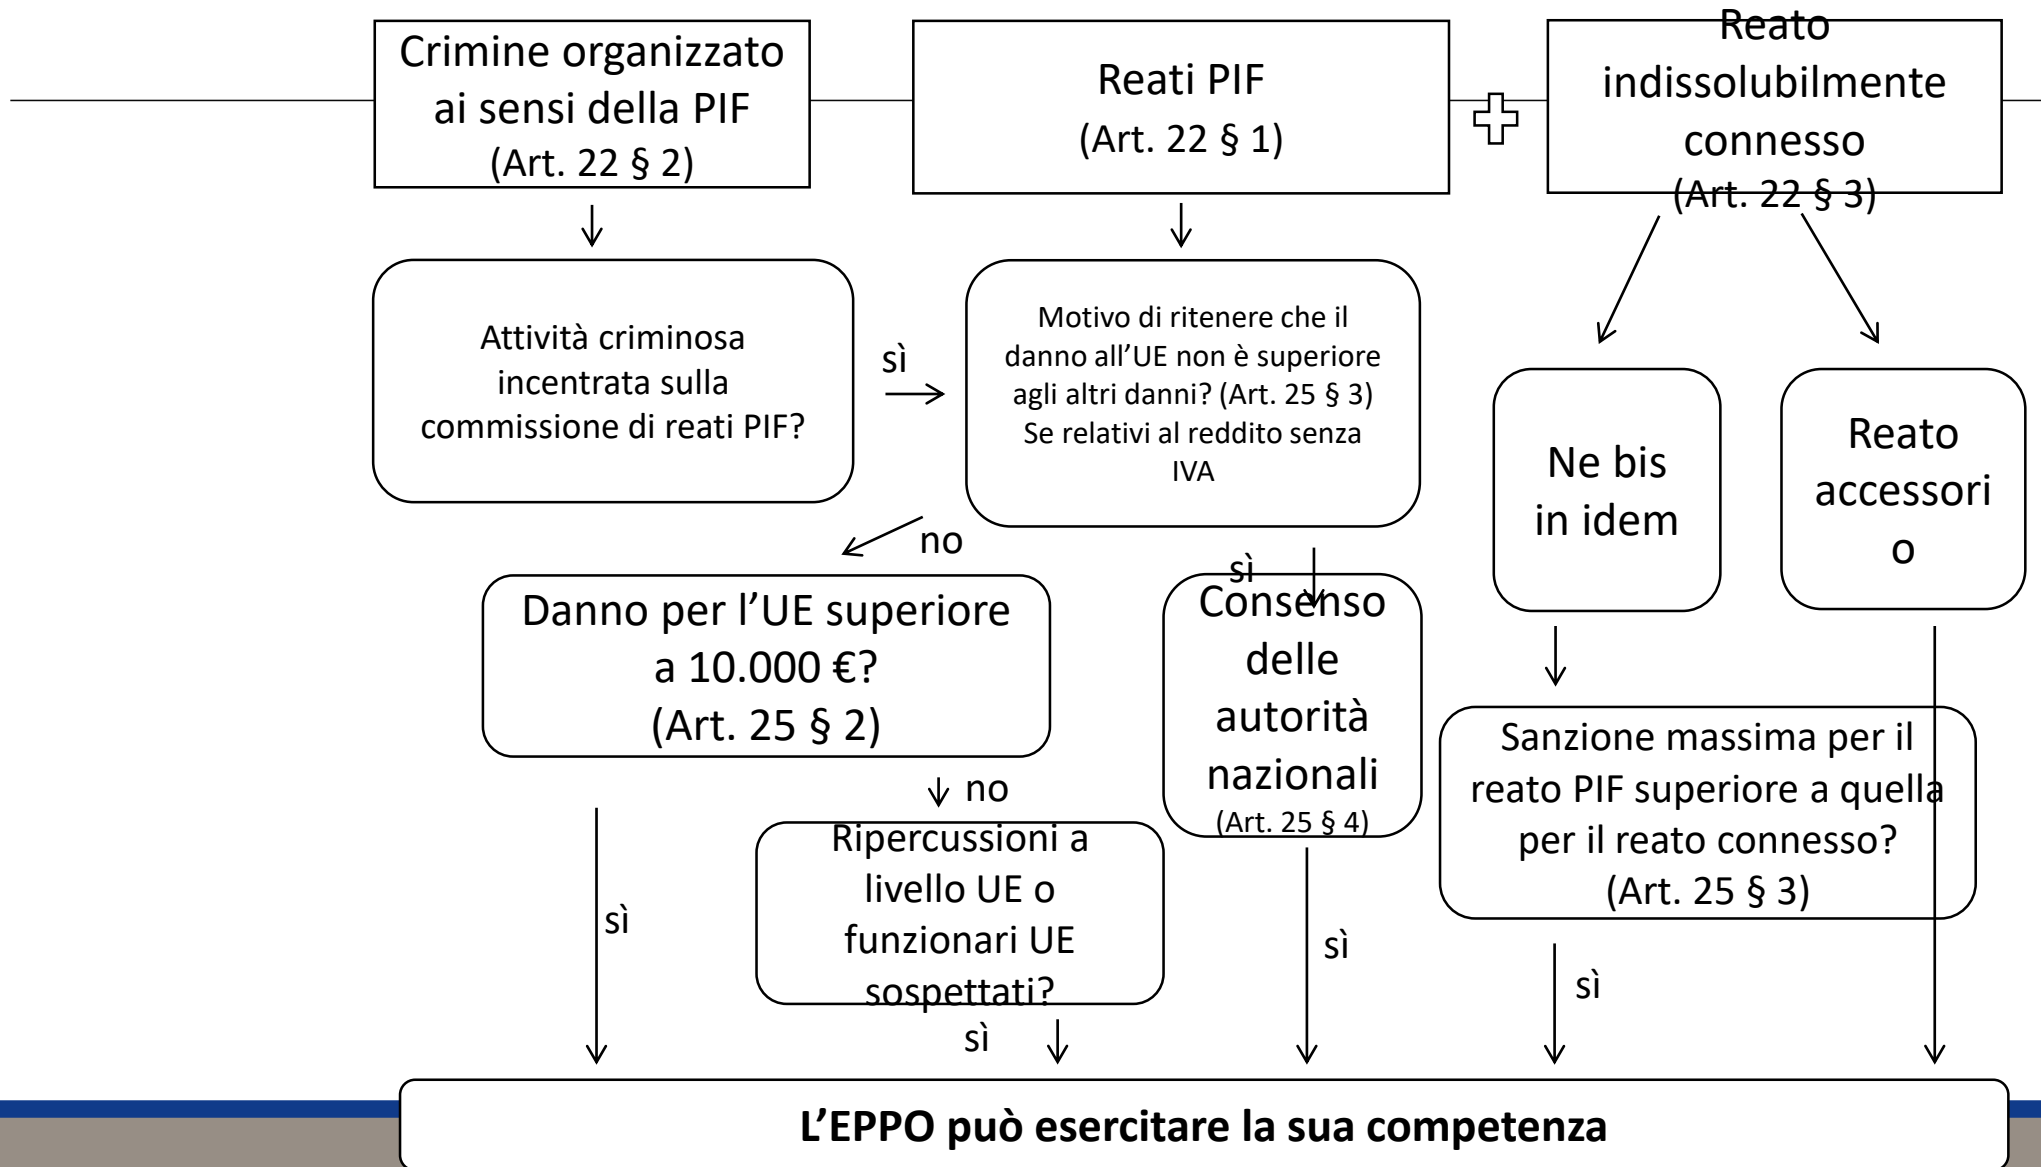 Crimine organizzato
ai sensi della PIF
(Art. 22 § 2)
Reati PIF
(Art. 22 § 1)
Reato
indissolubilmente
connesso
(Art. 22 § 3)
Attività criminosa
incentrata sulla
commissione di reati PIF?
sì
Motivo di ritenere che il
danno all’UE non è superiore
agli altri danni? (Art. 25 § 3)
Se relativi al reddito senza
IVA
Ne bis
in idem
Reato
accessori
o
no
sì
Danno per l’UE superiore
a 10.000 €?
(Art. 25 § 2)
Consenso
delle
autorità
nazionali
(Art. 25 § 4)
Sanzione massima per il
reato PIF superiore a quella
per il reato connesso?
(Art. 25 § 3)
no
Ripercussioni a
livello UE o
funzionari UE
sospettati?
sì
sì
sì
sì
L’EPPO può esercitare la sua competenza